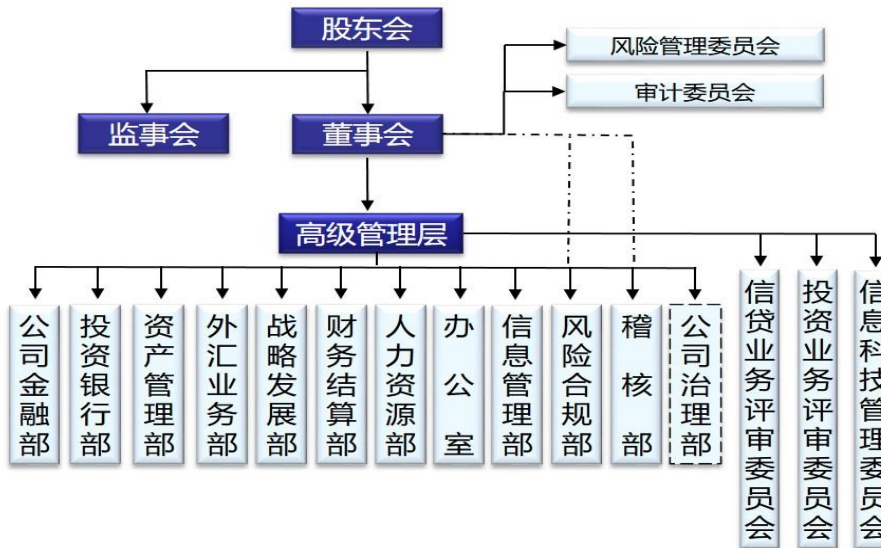 股东会
风险管理委员会
审计委员会
监事会
董事会
高级管理层
公司金融部
投资银行部
资产管理部
外汇业务部
战略发展部
财务结算部
人力资源部
办公室
信息管理部
风险合规部
稽核部
公司治理部
信贷业务评审委员会
投资业务评审委员会
信息科技管理委员会